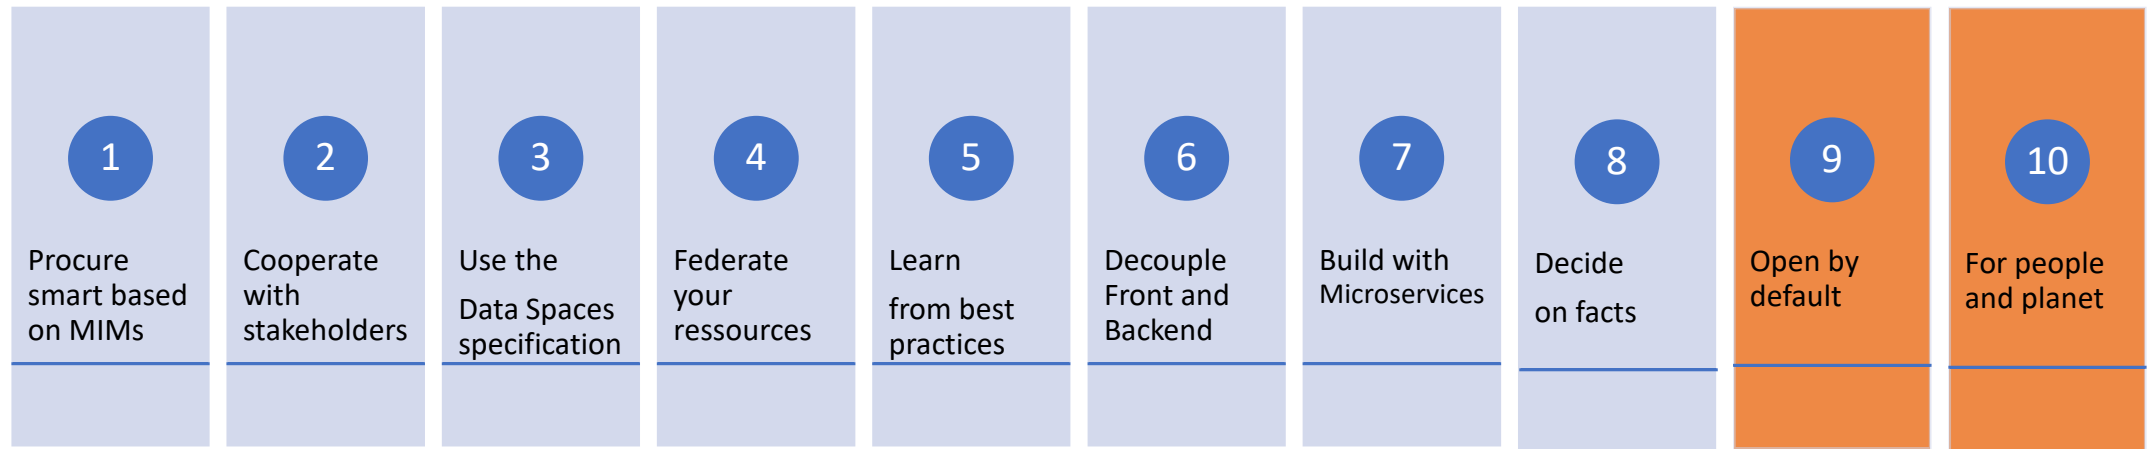 1
Procure
smart based
on MIMs
2
Cooperate
with
stakeholders
3
Use the
Data Spaces
specification
4
Federate
your
ressources
5
Learn
from best
practices
6
Decouple
Front and
Backend
7
Build with
Microservices
8
Decide
on facts
9
Open by
default
10
For people
and planet